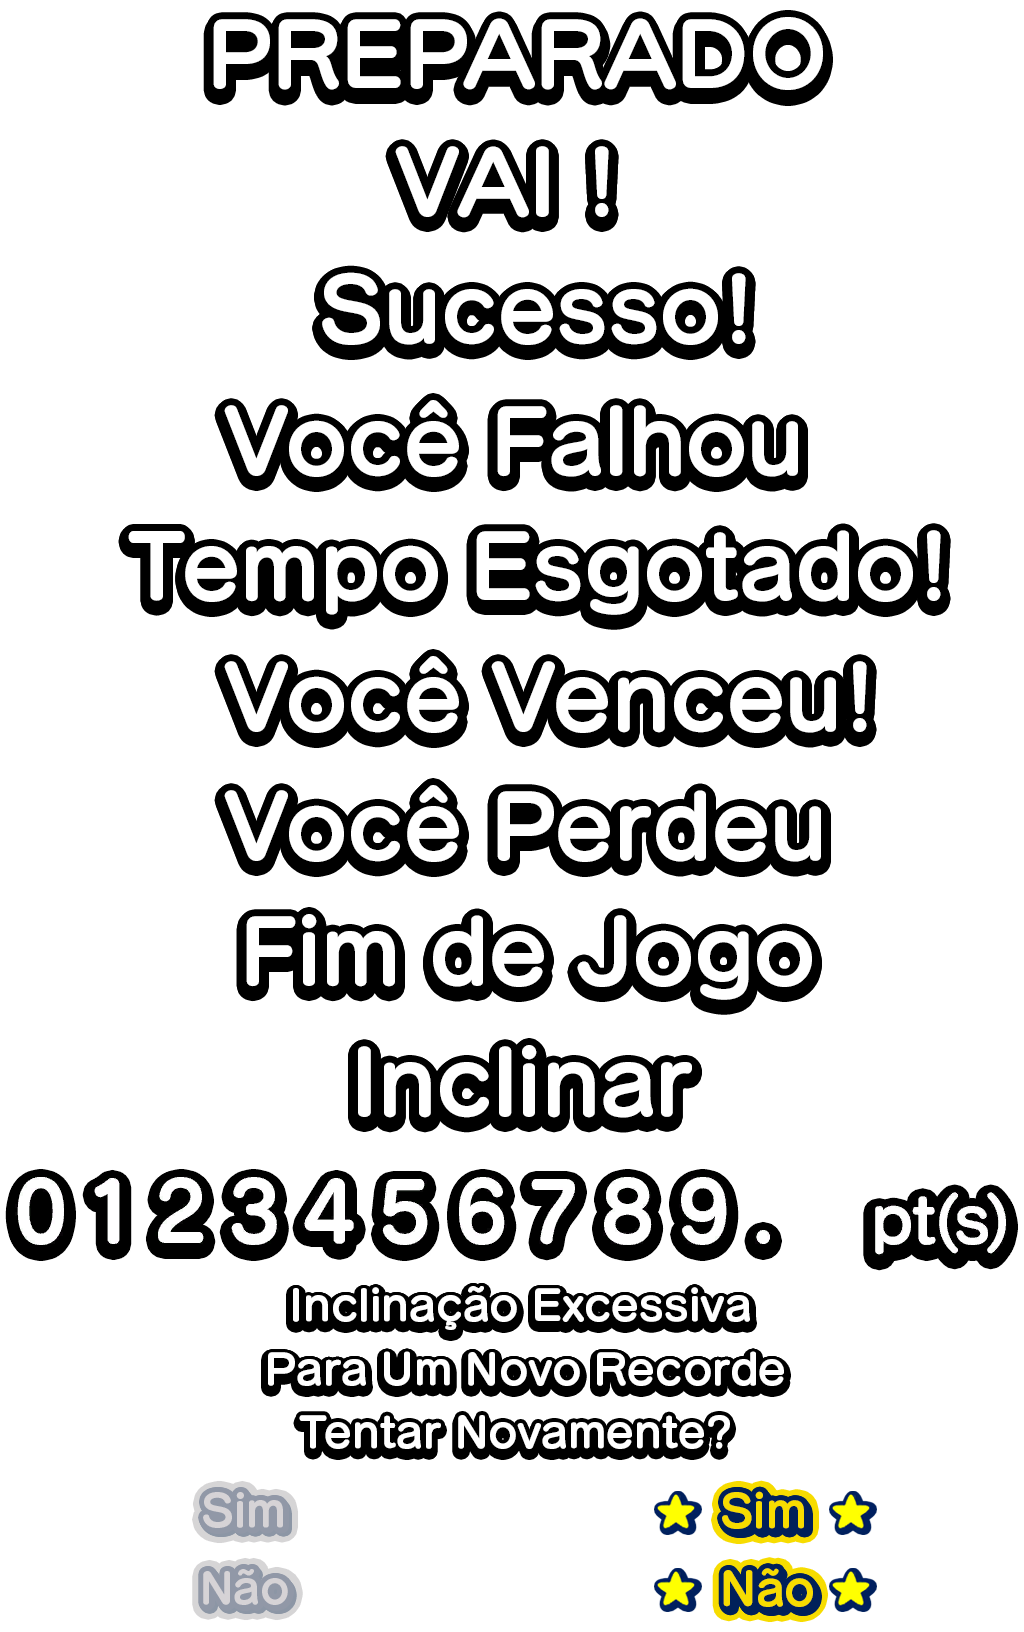 PREPARADO
VAI !
Sucesso!
Você Falhou
Tempo Esgotado!
Você Venceu!
Você Perdeu
Fim de Jogo
Inclinar
0123456789. pt(s)
Inclinação Excessiva
Para Um Novo Recorde
Tentar Novamente?
Sim Sim
Não Não